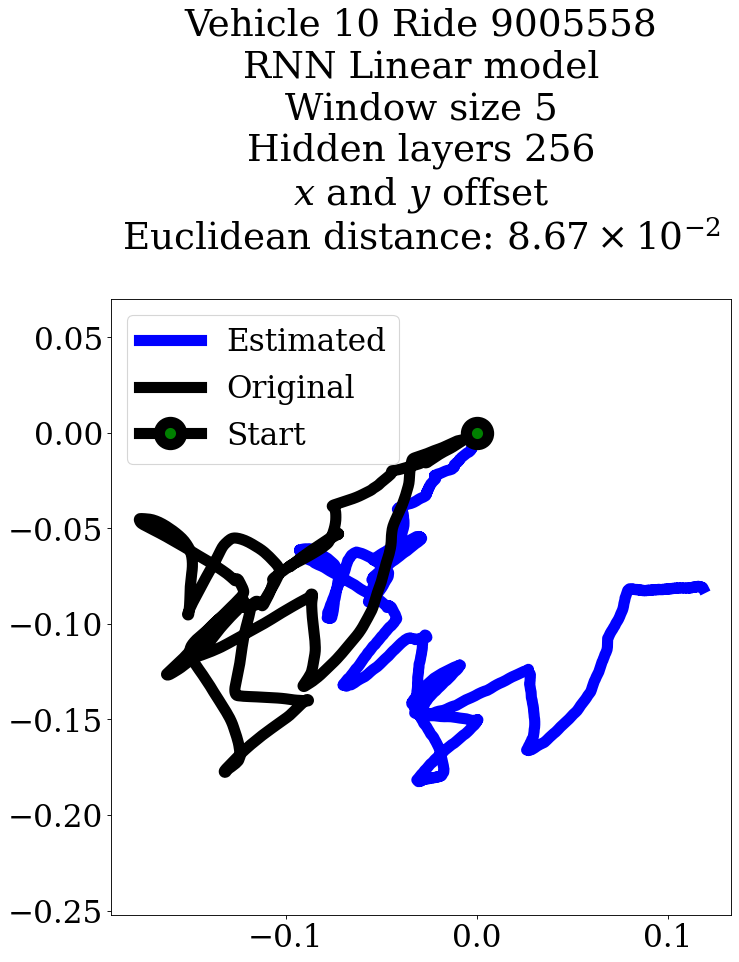 Vehicle 10 Ride 9005558
RNN Linear model
Window size 5
Hidden layers 256
x and y offset
Euclidean distance: 8.67 × 10⁻²
Estimated
Original
Start
0.05
0.00
−0.05
−0.10
−0.15
−0.20
−0.25
−0.1 0.0 0.1